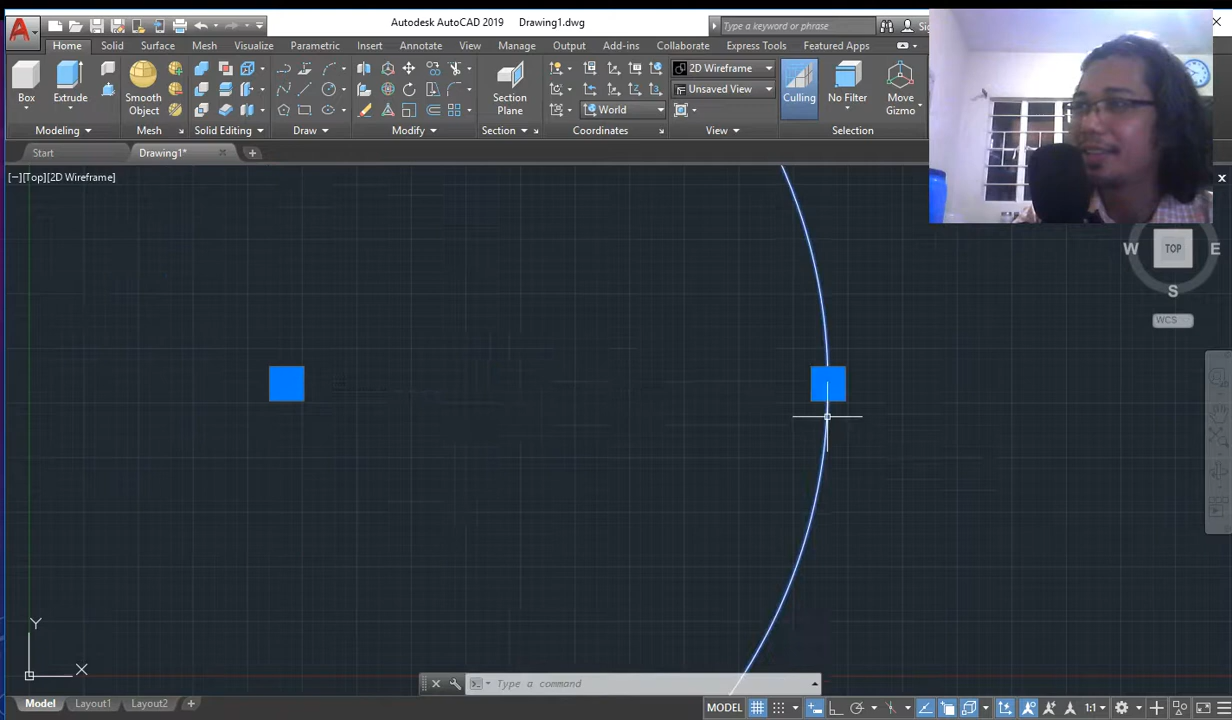 Autodesk AutoCAD 2019 Drawing1.dwg
Type a keyword or phrase
Home Solid Surface Mesh Visualize Parametric Insert Annotate View Manage Output Add-ins Collaborate Express Tools Featured Apps
2D Wireframe
Unsaved View
World
Box Extrude Smooth Object Section Plane Culling No Filter Move Gizmo
Modeling Mesh Solid Editing Draw Modify Section Coordinates View Selection
Start Drawing1*
[−][Top][2D Wireframe]
W TOP E
S
WCS
Y
X
Type a command
Model Layout1 Layout2
MODEL 1:1